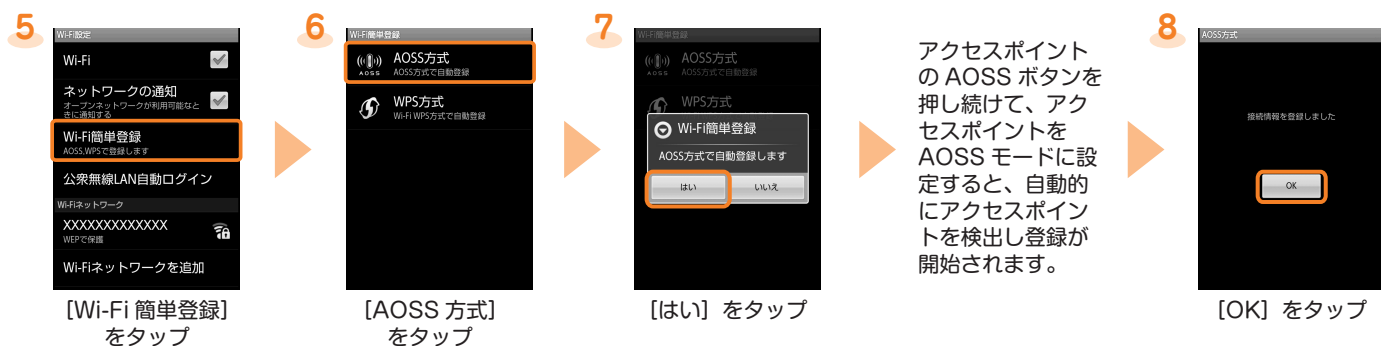 5
Wi-Fi設定
Wi-Fi
ネットワークの通知
オープンネットワークが利用可能なと
きに通知する
Wi-Fi簡単登録
AOSS,WPSで登録します
公衆無線LAN自動ログイン
Wi-Fiネットワーク
XXXXXXXXXXXXX
WEPで保護
Wi-Fiネットワークを追加
［Wi-Fi 簡単登録］
をタップ
6
Wi-Fi簡単登録
AOSS方式
AOSS方式で自動登録
AOSS
WPS方式
Wi-Fi WPS方式で自動登録
［AOSS 方式］
をタップ
7
Wi-Fi簡単登録
AOSS方式
AOSS方式で自動登録
AOSS
WPS方式
Wi-Fi簡単登録
AOSS方式で自動登録します
はい
いいえ
［はい］をタップ
アクセスポイント
の AOSS ボタンを
押し続けて、アク
セスポイントを
AOSS モードに設
定すると、自動的
にアクセスポイン
トを検出し登録が
開始されます。
8
AOSS方式
接続情報を登録しました
OK
［OK］をタップ